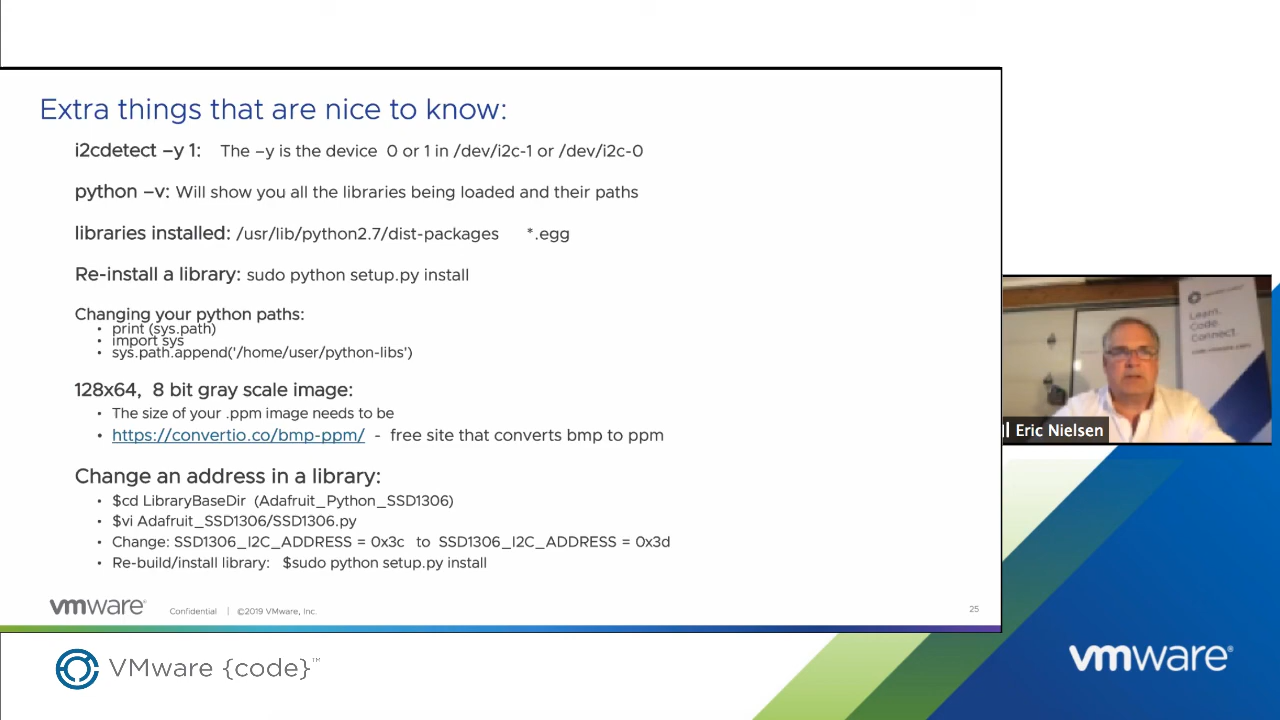 Extra things that are nice to know:
i2cdetect –y 1: The –y is the device 0 or 1 in /dev/i2c-1 or /dev/i2c-0
python –v: Will show you all the libraries being loaded and their paths
libraries installed: /usr/lib/python2.7/dist-packages *.egg
Re-install a library: sudo python setup.py install
Changing your python paths:
• print (sys.path)
• import sys
• sys.path.append('/home/user/python-libs')
128x64, 8 bit gray scale image:
• The size of your .ppm image needs to be
• https://convertio.co/bmp-ppm/ - free site that converts bmp to ppm
Change an address in a library:
• $cd LibraryBaseDir (Adafruit_Python_SSD1306)
• $vi Adafruit_SSD1306/SSD1306.py
• Change: SSD1306_I2C_ADDRESS = 0x3c to SSD1306_I2C_ADDRESS = 0x3d
• Re-build/install library: $sudo python setup.py install
vmware® Confidential | ©2019 VMware, Inc. 25
Learn.
Code.
Connect.
Eric Nielsen
VMware {code}™
vmware®